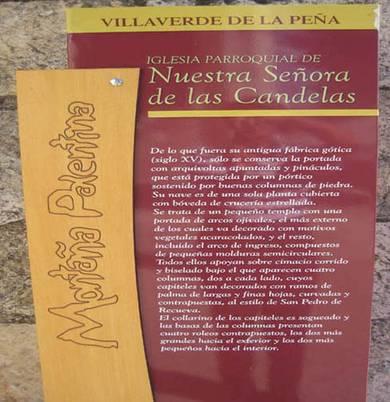 VILLAVERDE DE LA PEÑA
IGLESIA PARROQUIAL DE
Nuestra Señora
de las Candelas
De lo que fuera su antigua fábrica gótica
(siglo XV), sólo se conserva la portada
con arquivoltas apuntadas y pináculos,
que está protegida por un pórtico
sostenido por buenas columnas de piedra.
Su nave es de una sola planta cubierta
con bóveda de crucería estrellada.
Se trata de un pequeño templo con una
portada de arcos ojivales, el más externo
de los cuales va decorado con motivos
vegetales acaracolados, y el resto,
incluido el arco de ingreso, compuestos
de pequeñas molduras semicirculares.
Todos ellos apoyan sobre cimacio corrido
y biselado bajo el que aparecen cuatro
columnas, dos a cada lado, cuyos
capiteles van decorados con ramos de
palma de largas y finas hojas, curvadas y
contrapuestas, al estilo de San Pedro de
Recueva.
El collarino de los capiteles es sogueado y
las basas de las columnas presentan
cuatro roleos contrapuestos, los dos más
grandes hacia el exterior y los dos más
pequeños hacia el interior.
Montaña Palentina